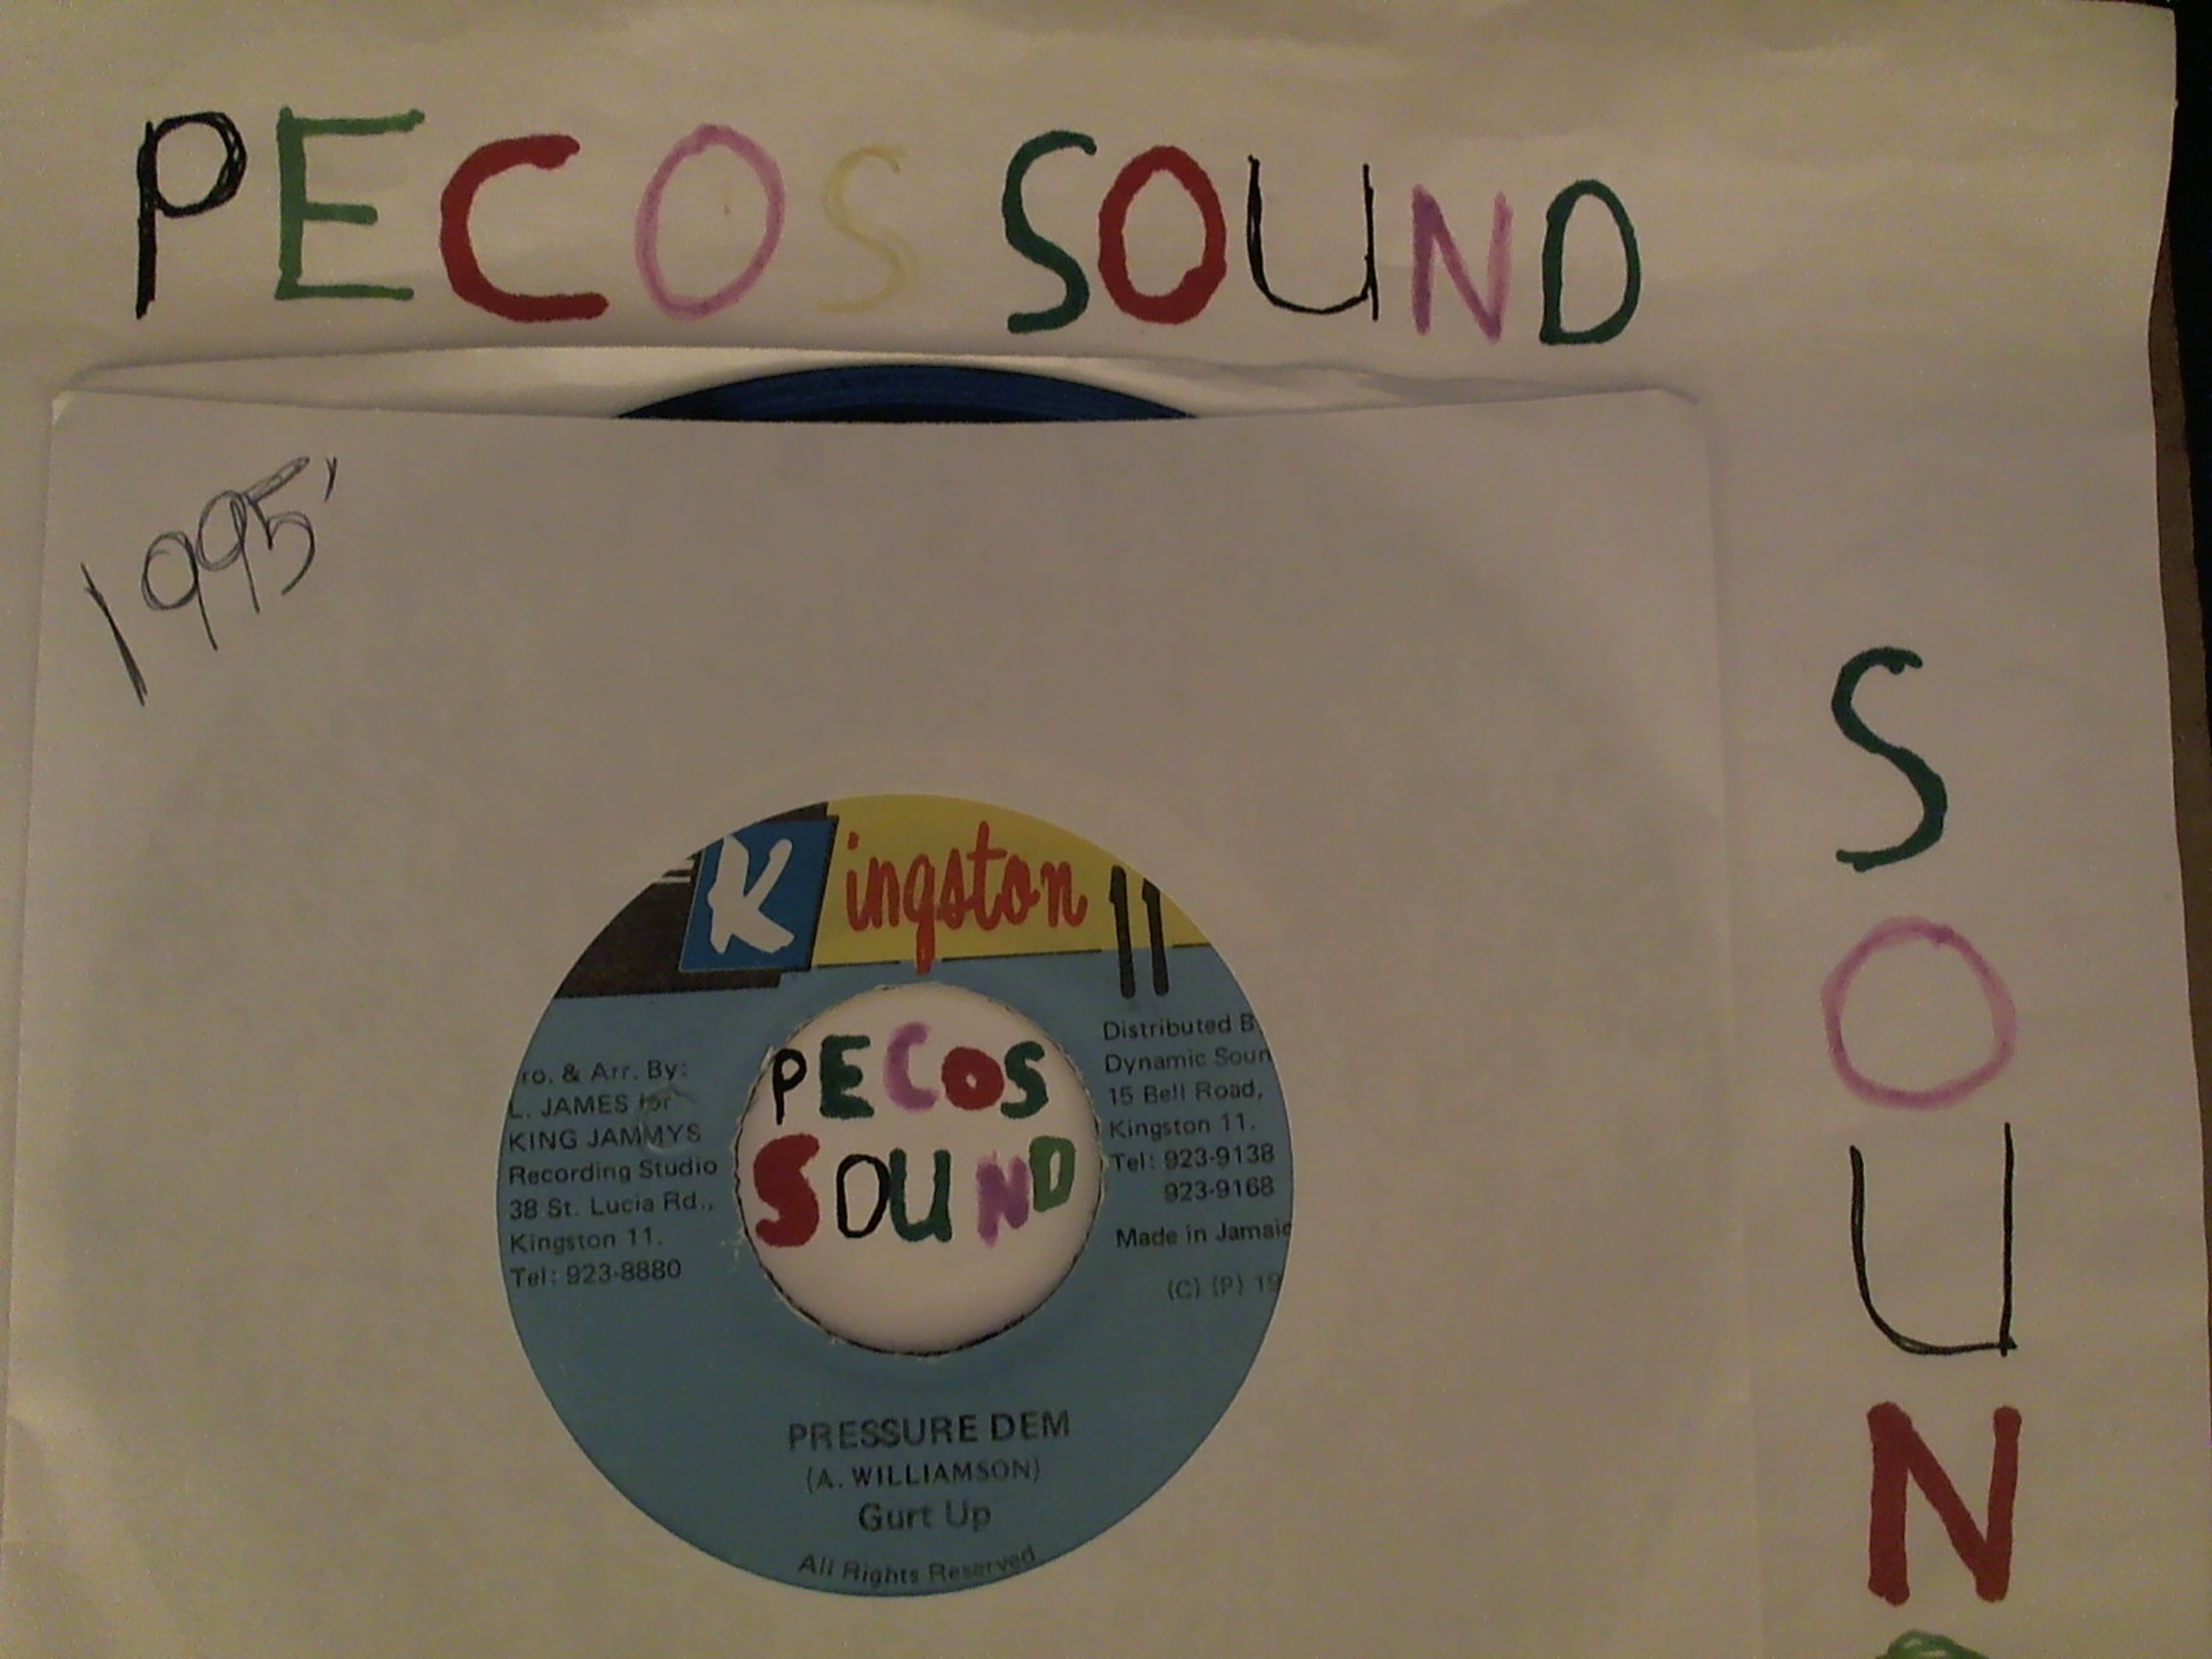 PECOS SOUND
1995'
Kingston 11
ro. & Arr. By:
L. JAMES for
KING JAMMYS
Recording Studio
38 St. Lucia Rd.,
Kingston 11.
Tel: 923-8880
PECOS
SOUND
Distributed B
Dynamic Soun
15 Bell Road,
Kingston 11.
Tel: 923-9138
923-9168
Made in Jamaic
(C) (P) 19
PRESSURE DEM
(A. WILLIAMSON)
Gurt Up
All Rights Reserved
S
O
U
N